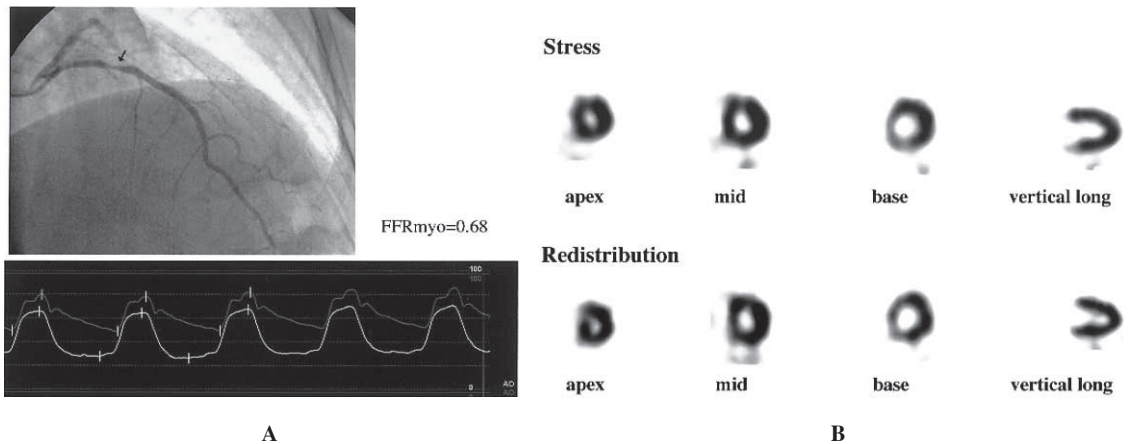 Stress
apex mid base vertical long
FFRmyo=0.68
Redistribution
100
100
0
AO
AO
apex mid base vertical long
A B